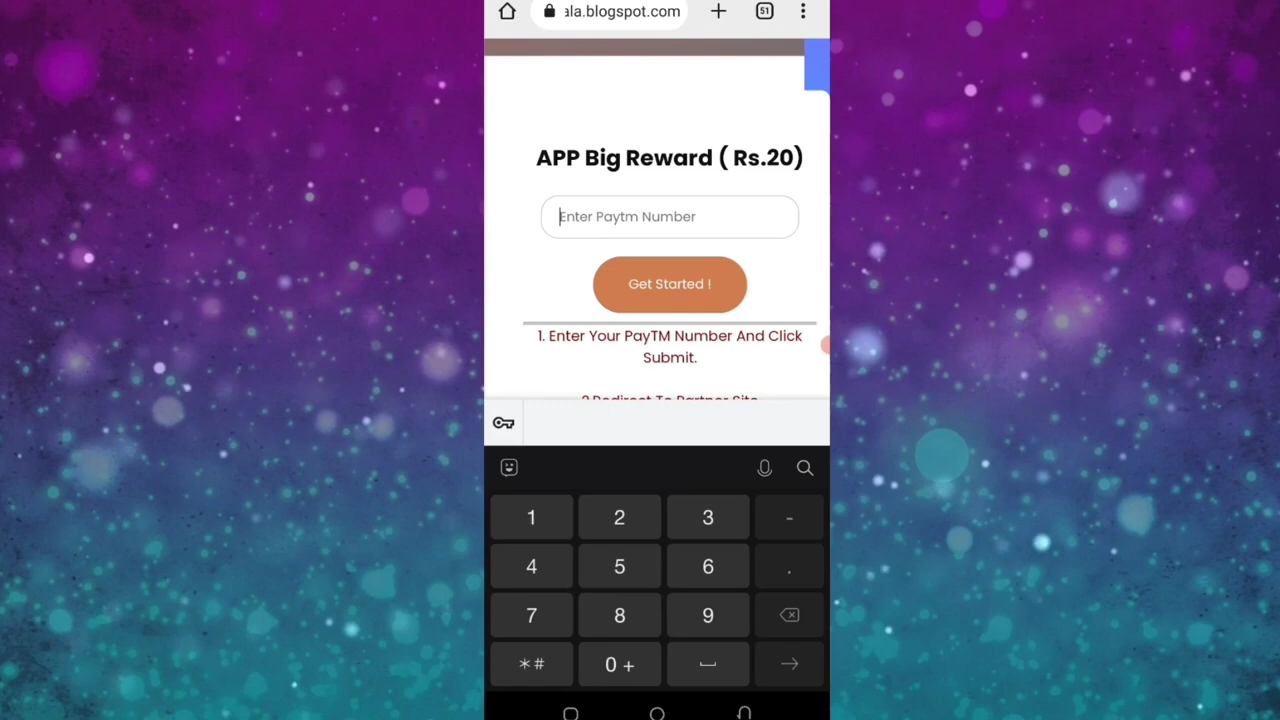 ala.blogspot.com
51
APP Big Reward ( Rs.20)
Enter Paytm Number
Get Started !
1. Enter Your PayTM Number And Click
Submit.
2.Redirect To Partner Site
1 2 3 -
4 5 6 .
7 8 9
*# 0 +